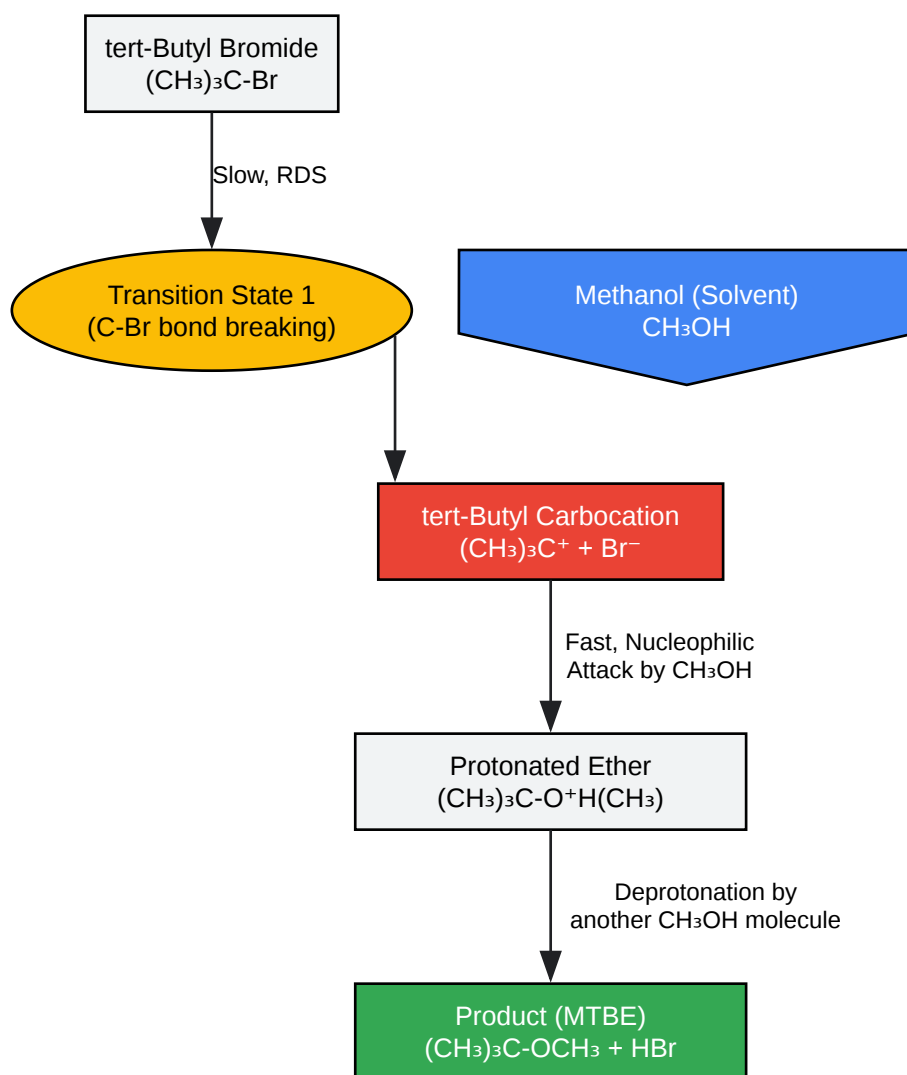 tert-Butyl Bromide
(CH₃)₃C-Br
Slow, RDS
Transition State 1
(C-Br bond breaking)
Methanol (Solvent)
CH₃OH
tert-Butyl Carbocation
(CH₃)₃C⁺ + Br⁻
Fast, Nucleophilic
Attack by CH₃OH
Protonated Ether
(CH₃)₃C-O⁺H(CH₃)
Deprotonation by
another CH₃OH molecule
Product (MTBE)
(CH₃)₃C-OCH₃ + HBr